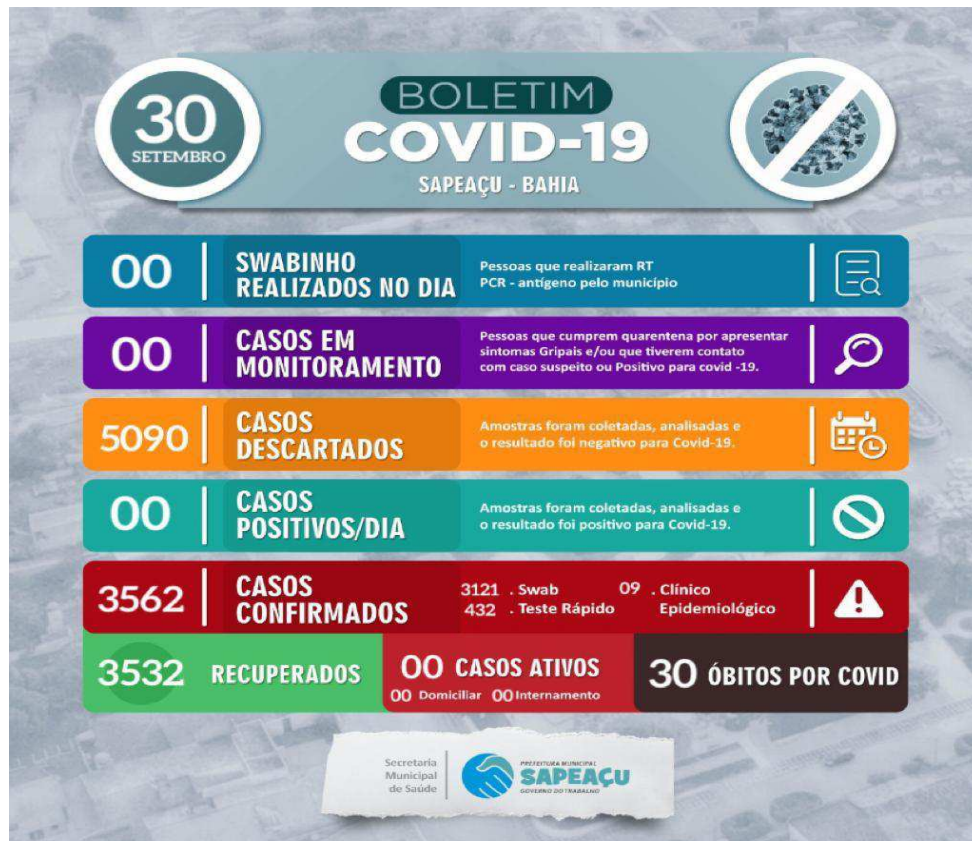 30
SETEMBRO
BOLETIM
COVID-19
SAPEAÇU - BAHIA
00
SWABINHO
REALIZADOS NO DIA
Pessoas que realizaram RT
PCR - antígeno pelo município
00
CASOS EM
MONITORAMENTO
Pessoas que cumprem quarentena por apresentar
sintomas Gripais e/ou que tiverem contato
com caso suspeito ou Positivo para covid -19.
5090
CASOS
DESCARTADOS
Amostras foram coletadas, analisadas e
o resultado foi negativo para Covid-19.
00
CASOS
POSITIVOS/DIA
Amostras foram coletadas, analisadas e
o resultado foi positivo para Covid-19.
3562
CASOS
CONFIRMADOS
3121 . Swab
432 . Teste Rápido
09 . Clínico
Epidemiológico
3532 RECUPERADOS
00 CASOS ATIVOS
00 Domiciliar 00 Internamento
30 ÓBITOS POR COVID
Secretaria
Municipal
de Saúde
PREFEITURA MUNICIPAL
SAPEAÇU
GOVERNO DO TRABALHO